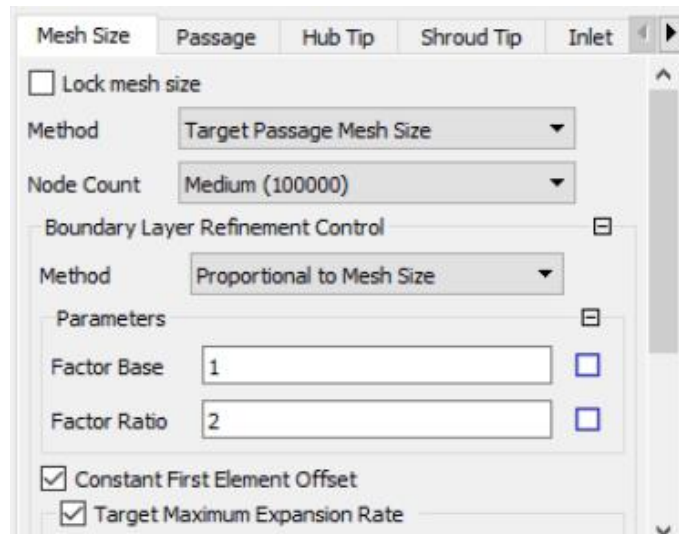 Mesh Size Passage Hub Tip Shroud Tip Inlet
Lock mesh size
Method Target Passage Mesh Size
Node Count Medium (100000)
Boundary Layer Refinement Control
Method Proportional to Mesh Size
Parameters
Factor Base 1
Factor Ratio 2
Constant First Element Offset
Target Maximum Expansion Rate